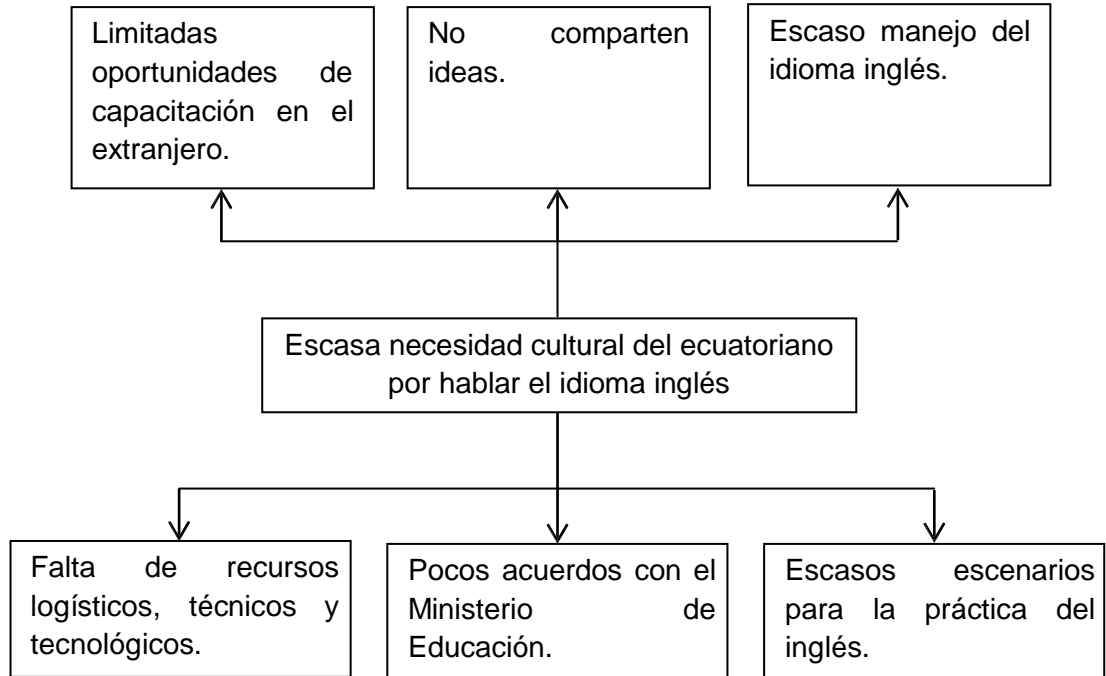 Limitadas
oportunidades de
capacitación en el
extranjero.
No comparten
ideas.
Escaso manejo del
idioma inglés.
Escasa necesidad cultural del ecuatoriano
por hablar el idioma inglés
Falta de recursos
logísticos, técnicos y
tecnológicos.
Pocos acuerdos con el
Ministerio de
Educación.
Escasos escenarios
para la práctica del
inglés.